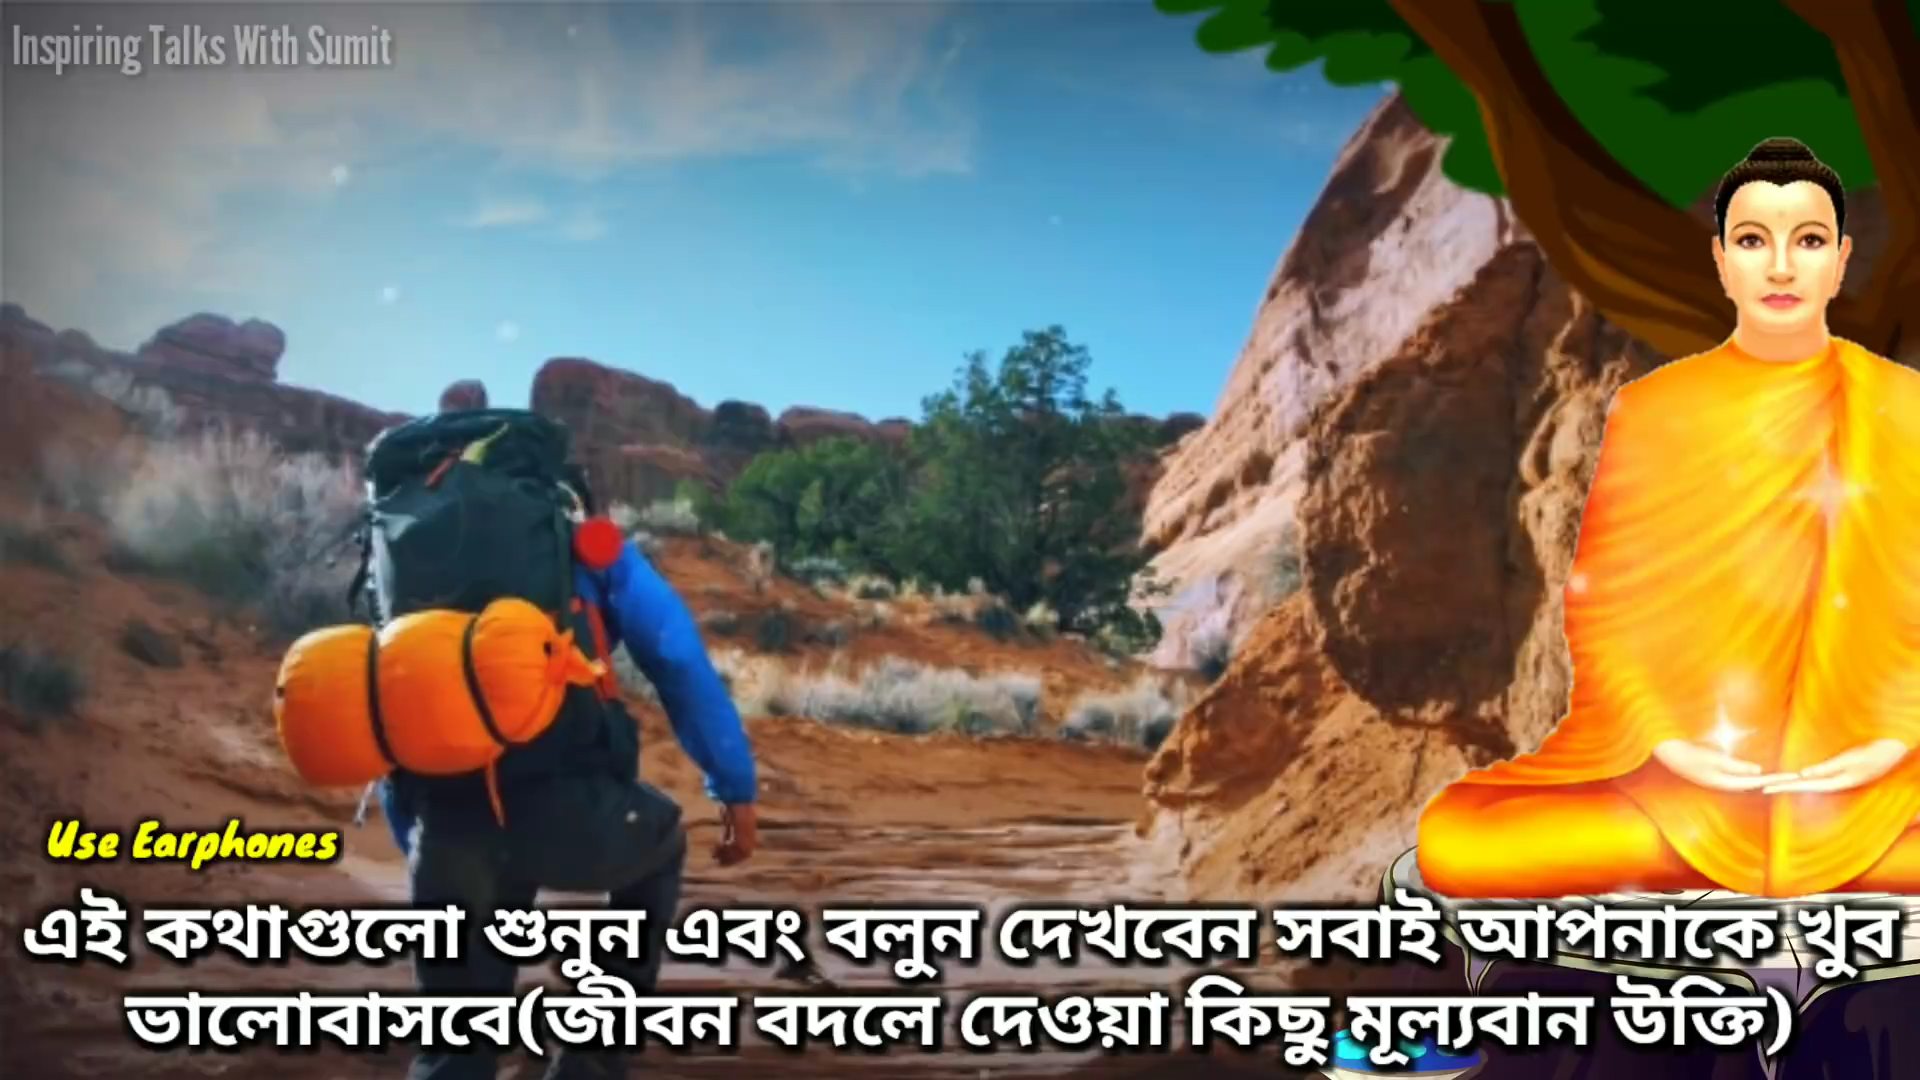 Inspiring Talks With Sumit
Use Earphones
এই কথাগুলো শুনুন এবং বলুন দেখবেন সবাই আপনাকে খুব
ভালোবাসবে(জীবন বদলে দেওয়া কিছু মূল্যবান উক্তি)